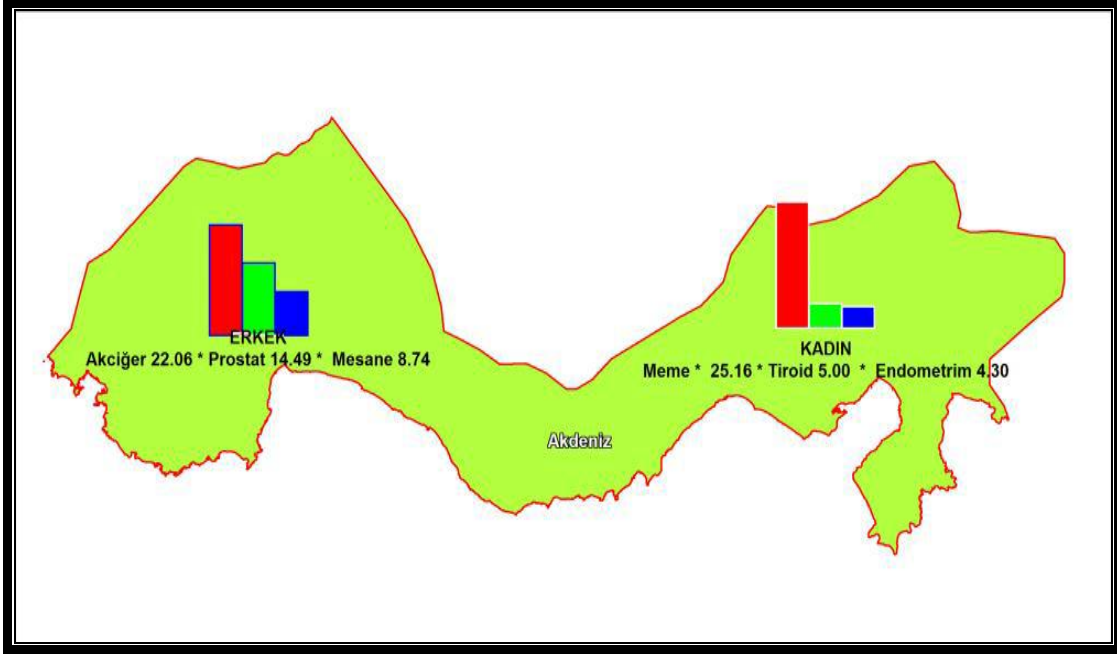 ERKEK
Akciğer 22.06 * Prostat 14.49 * Mesane 8.74
KADIN
Meme * 25.16 * Tiroid 5.00 * Endometrim 4.30
Akdeniz